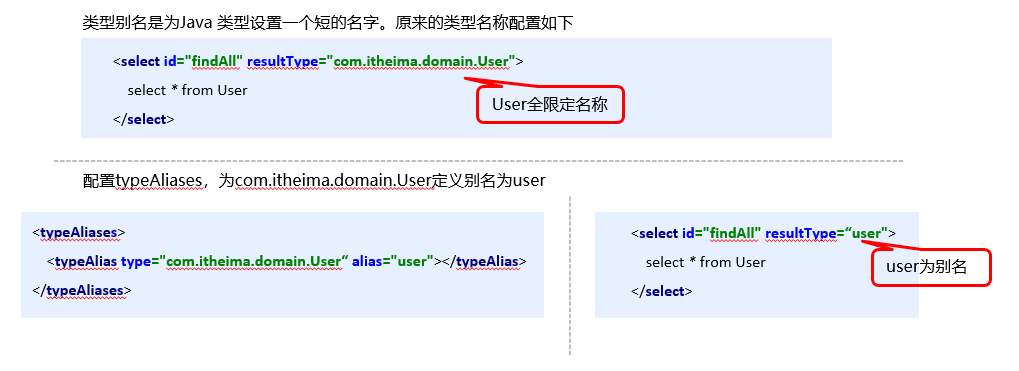 类型别名是为Java 类型设置一个短的名字。原来的类型名称配置如下
<select id="findAll" resultType="com.itheima.domain.User">
select * from User
</select>
User全限定名称
配置typeAliases，为com.itheima.domain.User定义别名为user
<typeAliases>
<typeAlias type="com.itheima.domain.User“ alias="user"></typeAlias>
</typeAliases>
<select id="findAll" resultType=“user">
select * from User
</select>
user为别名